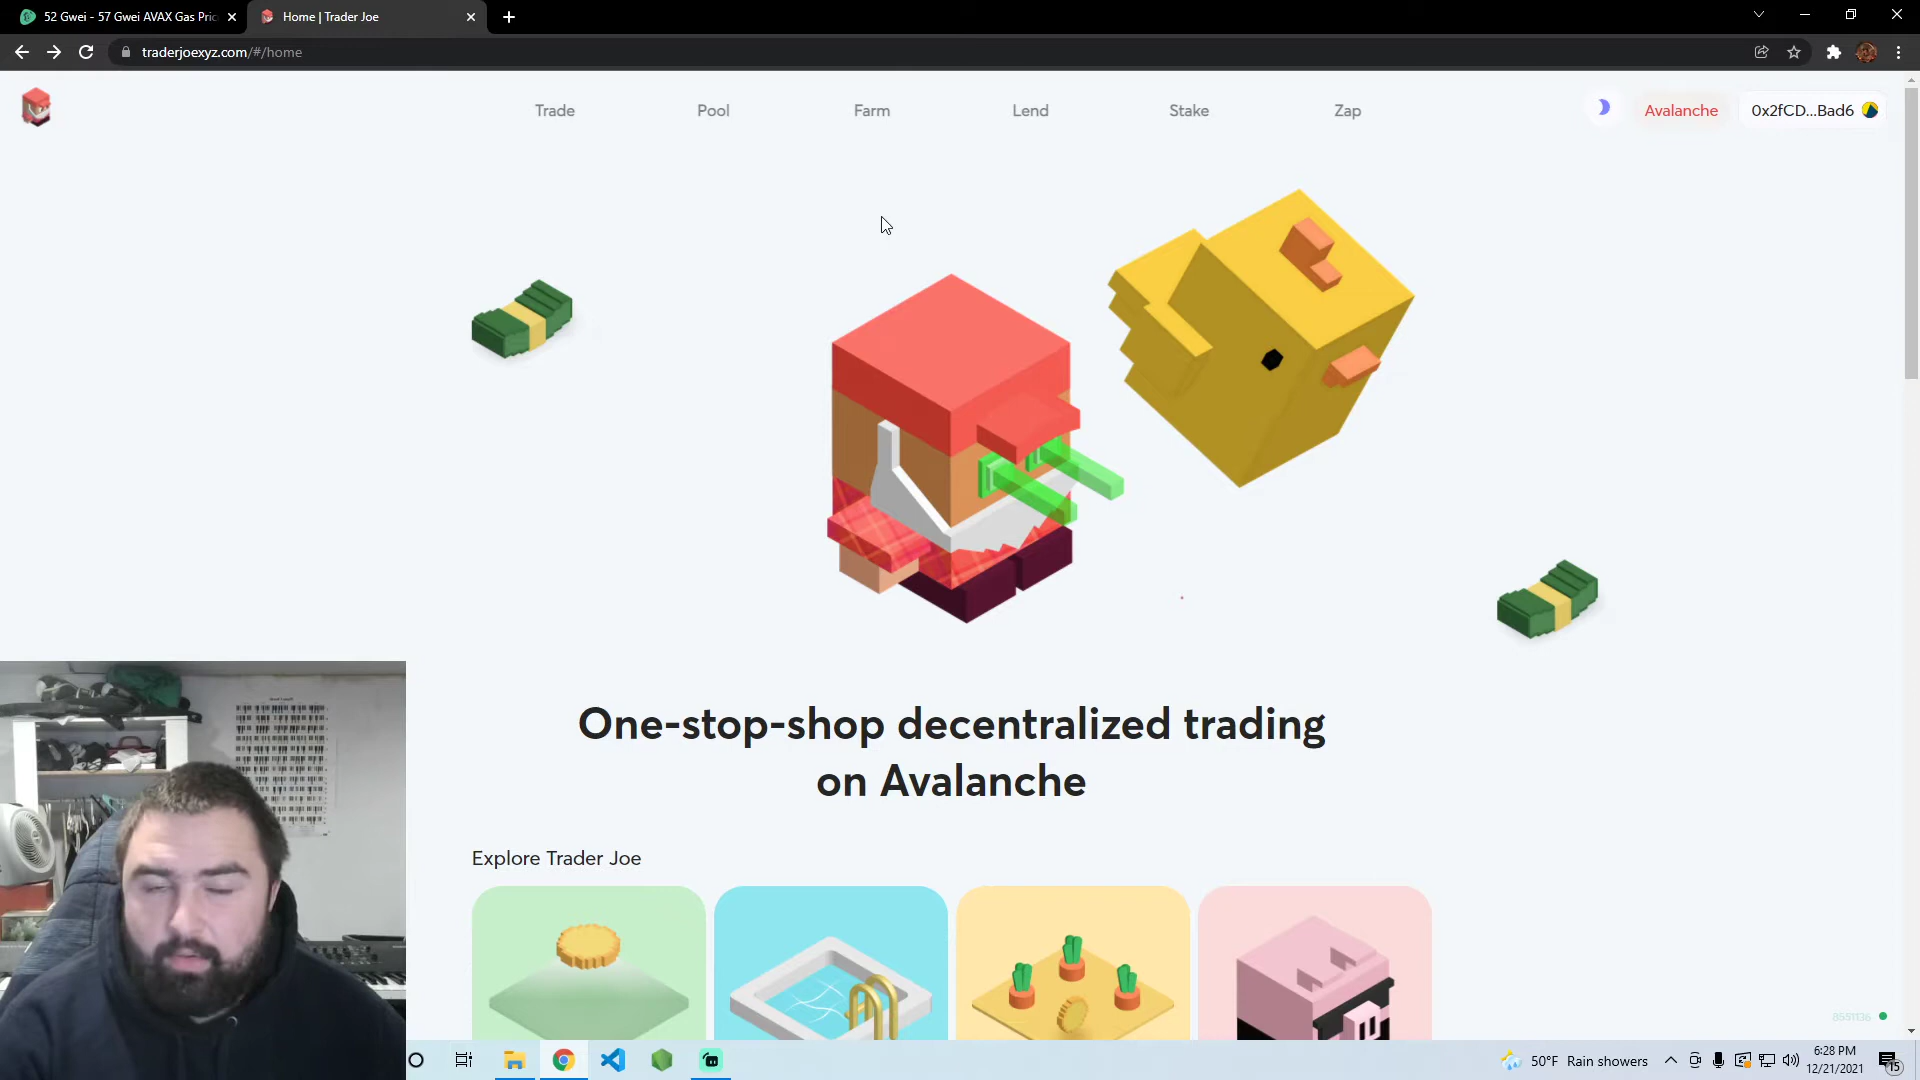 52 Gwei - 57 Gwei AVAX Gas Pric
Home | Trader Joe
traderjoexyz.com/#/home
Trade
Pool
Farm
Lend
Stake
Zap
Avalanche
0x2fCD...Bad6
One-stop-shop decentralized trading
on Avalanche
Explore Trader Joe
8551136
50°F Rain showers
6:28 PM
12/21/2021
15